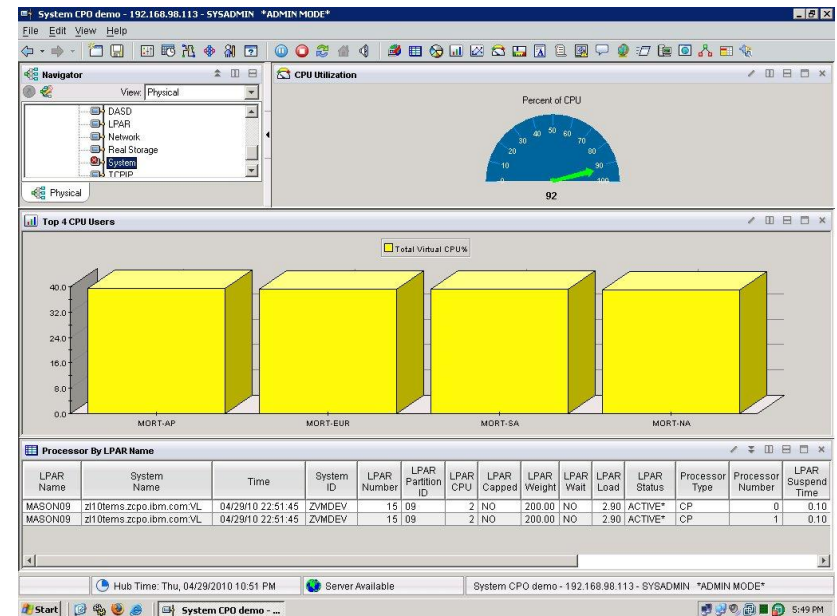 System CPO demo - 192.168.98.113 - SYSADMIN *ADMIN MODE*
File Edit View Help
Navigator
View: Physical
DASD
LPAR
Network
Real Storage
System
TCPIP
Physical
CPU Utilization
Percent of CPU
0 10 20 30 40 50 60 70 80 90 100
92
Top 4 CPU Users
Total Virtual CPU%
40.0
32.0
24.0
16.0
8.0
0.0
MORT-AP MORT-EUR MORT-SA MORT-NA
Processor By LPAR Name
LPAR Name System Name Time System ID LPAR Number LPAR Partition ID LPAR CPU LPAR Capped LPAR Weight LPAR Wait LPAR Load LPAR Status Processor Type Processor Number LPAR Suspend Time
MASON09 zl10tems.zcpo.ibm.com:VL 04/29/10 22:51:45 ZVMDEV 15 09 2 NO 200.00 NO 2.90 ACTIVE* CP 0 0.10
MASON09 zl10tems.zcpo.ibm.com:VL 04/29/10 22:51:45 ZVMDEV 15 09 2 NO 200.00 NO 2.90 ACTIVE* CP 1 0.10
Hub Time: Thu, 04/29/2010 10:51 PM Server Available System CPO demo - 192.168.98.113 - SYSADMIN *ADMIN MODE*
Start System CPO demo - ... 5:49 PM